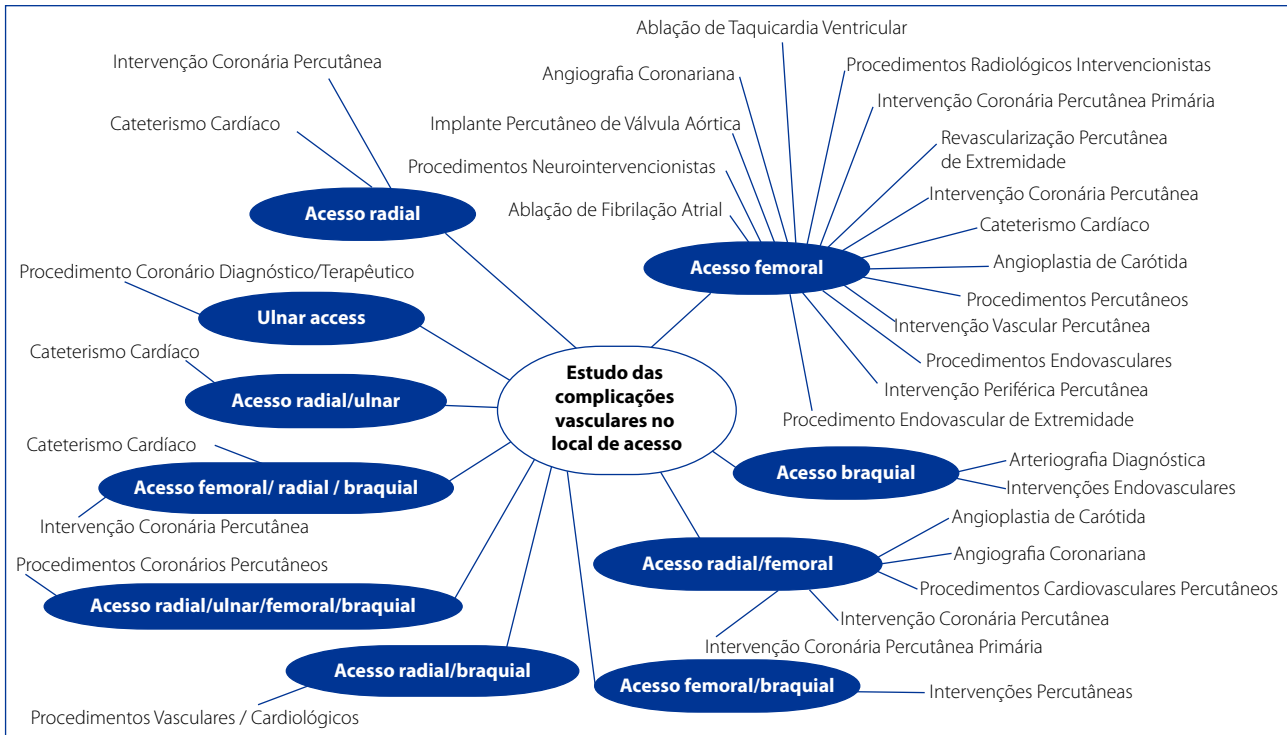 Ablação de Taquicardia Ventricular
Intervenção Coronária Percutânea
Angiografia Coronariana
Procedimentos Radiológicos Intervencionistas
Cateterismo Cardíaco
Implante Percutâneo de Válvula Aórtica
Intervenção Coronária Percutânea Primária
Procedimentos Neurointervencionistas
Revascularização Percutânea
de Extremidade
Acesso radial
Ablação de Fibrilação Atrial
Intervenção Coronária Percutânea
Cateterismo Cardíaco
Acesso femoral
Angioplastia de Carótida
Procedimento Coronário Diagnóstico/Terapêutico
Procedimentos Percutâneos
Ulnar access
Intervenção Vascular Percutânea
Cateterismo Cardíaco
Procedimentos Endovasculares
Acesso radial/ulnar
Intervenção Periférica Percutânea
Procedimento Endovascular de Extremidade
Estudo das
complicações
vasculares no
local de acesso
Cateterismo Cardíaco
Acesso femoral/ radial / braquial
Intervenção Coronária Percutânea
Acesso braquial
Arteriografia Diagnóstica
Intervenções Endovasculares
Angioplastia de Carótida
Acesso radial/femoral
Angiografia Coronariana
Procedimentos Cardiovasculares Percutâneos
Intervenção Coronária Percutânea
Intervenção Coronária Percutânea Primária
Procedimentos Coronários Percutâneos
Acesso radial/ulnar/femoral/braquial
Acesso radial/braquial
Procedimentos Vasculares / Cardiológicos
Acesso femoral/braquial
Intervenções Percutâneas